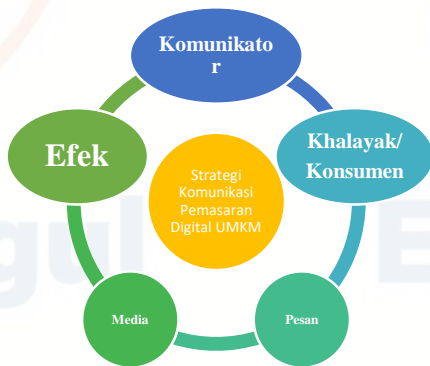 Komunikato
r
Khalayak/
Konsumen
Pesan
Media
Efek
Strategi
Komunikasi
Pemasaran
Digital UMKM